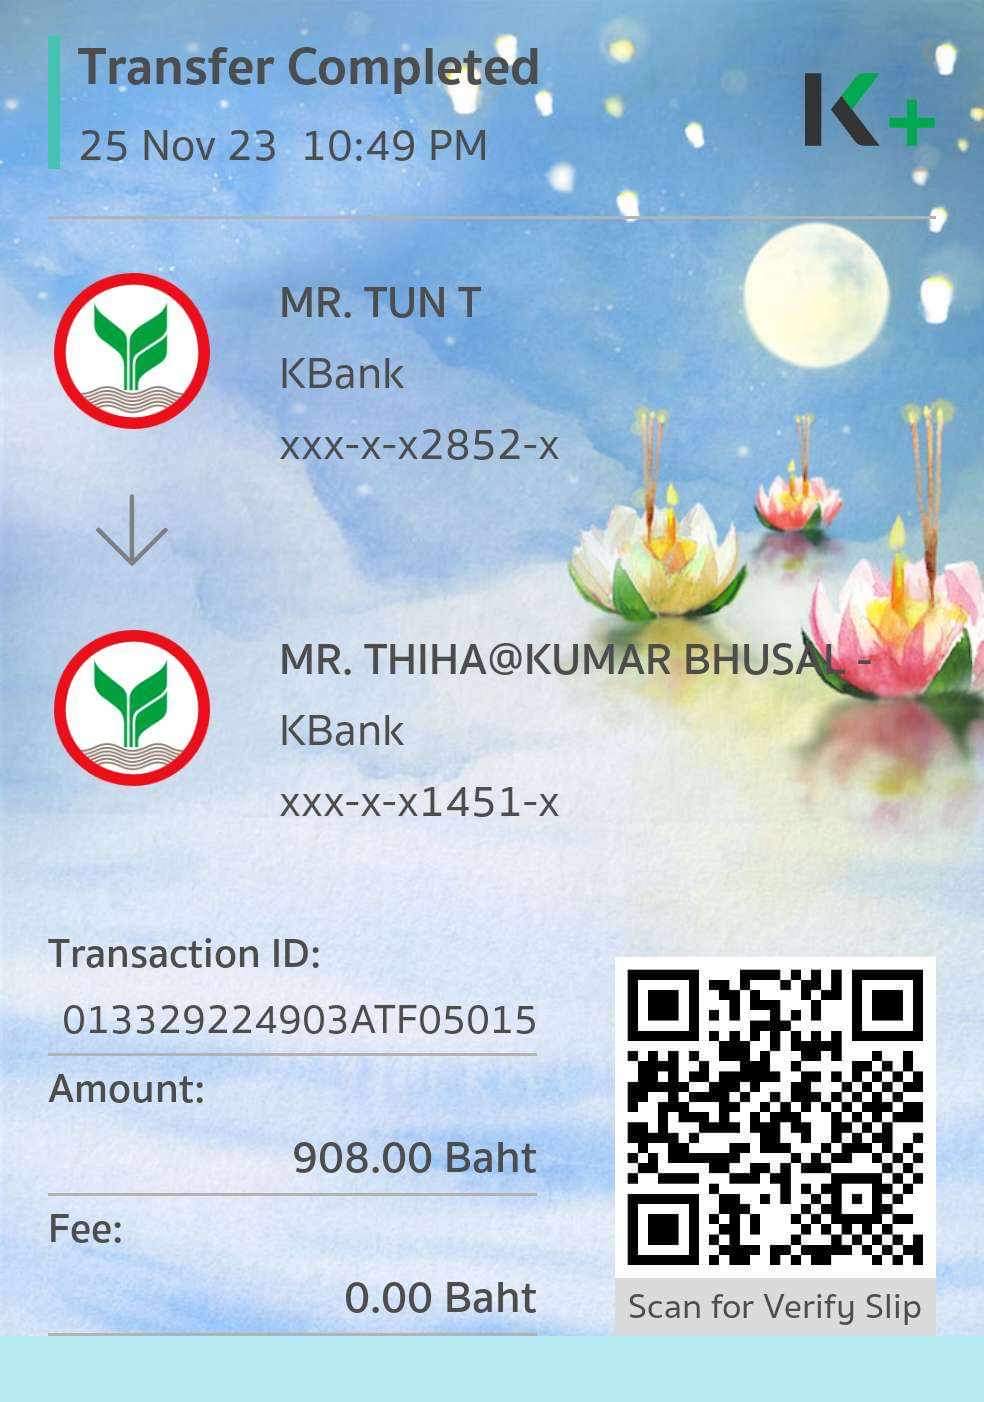 Transfer Completed
25 Nov 23 10:49 PM
K+
MR. TUN T
KBank
xxx-x-x2852-x
MR. THIHA@KUMAR BHUSAL -
KBank
xxx-x-x1451-x
Transaction ID:
013329224903ATF05015
Amount:
908.00 Baht
Fee:
0.00 Baht
Scan for Verify Slip